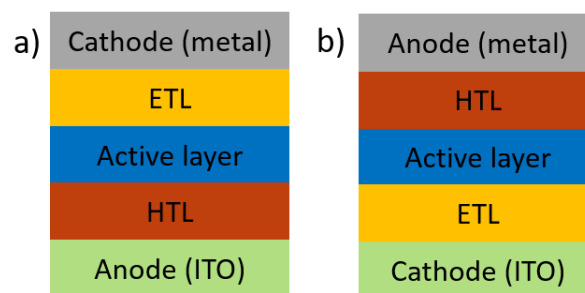 a)
Cathode (metal)
ETL
Active layer
HTL
Anode (ITO)
b)
Anode (metal)
HTL
Active layer
ETL
Cathode (ITO)